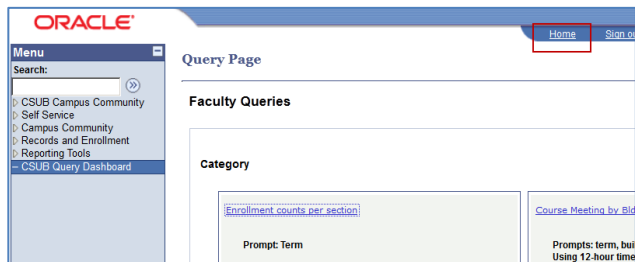 ORACLE
Home Sign ou
Menu
Search:
CSUB Campus Community
Self Service
Campus Community
Records and Enrollment
Reporting Tools
CSUB Query Dashboard
Query Page
Faculty Queries
Category
Enrollment counts per section
Prompt: Term
Course Meeting by Bld
Prompts: term, bui
Using 12-hour time